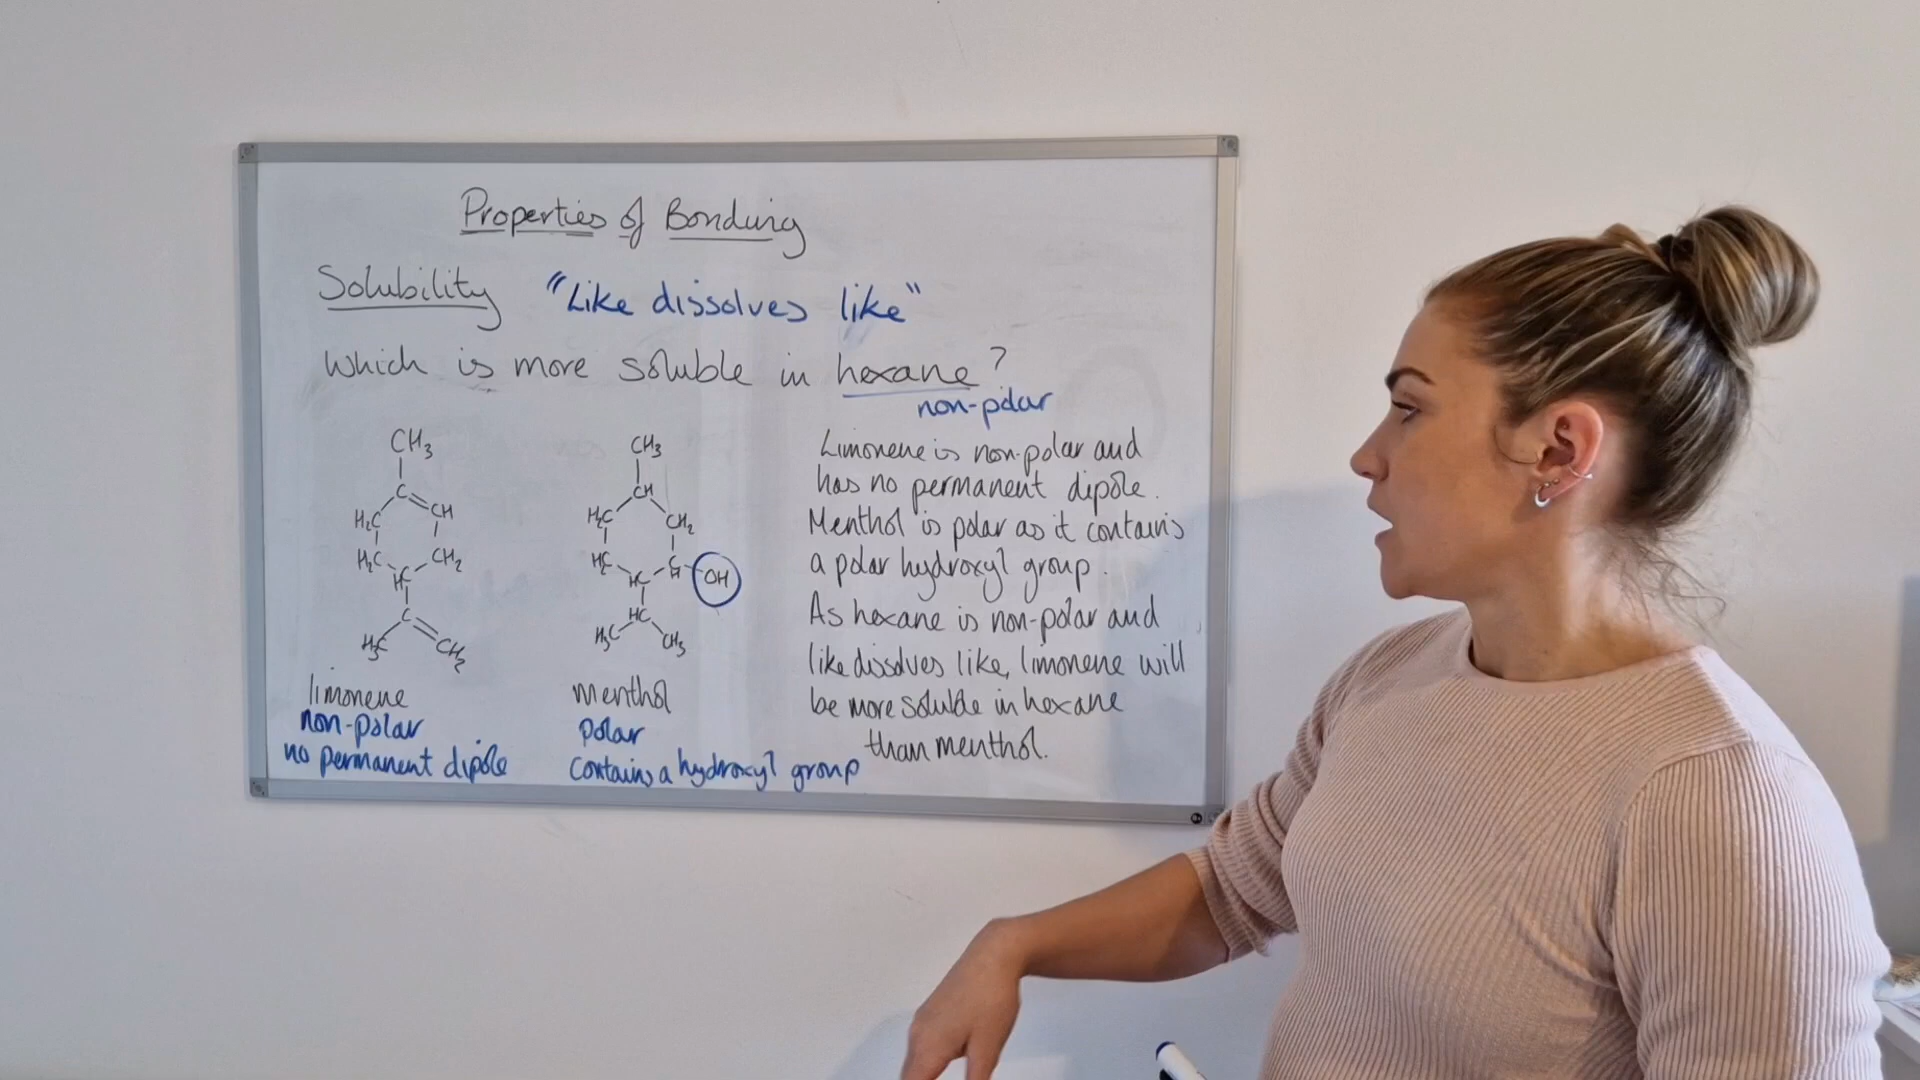 Properties of Bonding
Solubility "Like dissolves like"
Which is more soluble in hexane?
non-polar
CH3
C
CH
H2C
H2C
CH2
HC
C
H3C
CH2
limonene
non-polar
no permanent dipole
CH3
CH
H2C
CH2
H2C
CH
OH
HC
HC
H3C
CH3
menthol
polar
contains a hydroxyl group
Limonene is non-polar and
has no permanent dipole.
Menthol is polar as it contains
a polar hydroxyl group.
As hexane is non-polar and
like dissolves like, limonene will
be more soluble in hexane
than menthol.